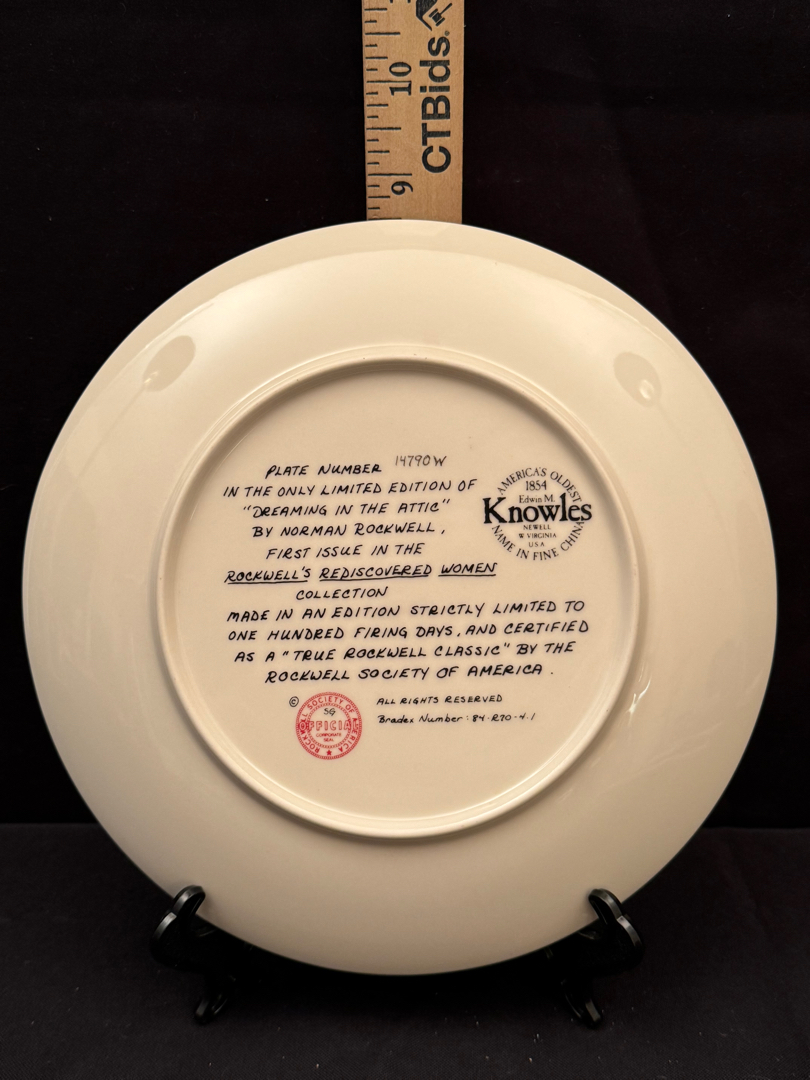 10
9
CTBids.
PLATE NUMBER 14790W
IN THE ONLY LIMITED EDITION OF
"DREAMING IN THE ATTIC"
BY NORMAN ROCKWELL,
FIRST ISSUE IN THE
ROCKWELL'S REDISCOVERED WOMEN
COLLECTION
MADE IN AN EDITION STRICTLY LIMITED TO
ONE HUNDRED FIRING DAYS, AND CERTIFIED
AS A "TRUE ROCKWELL CLASSIC" BY THE
ROCKWELL SOCIETY OF AMERICA.
AMERICA'S OLDEST
1854
Edwin M.
Knowles
NEWELL
W VIRGINIA
USA
NAME IN FINE CHINA
©
ROCKWELL SOCIETY OF AMERICA
OFFICIAL
CORPORATE
SEAL
ALL RIGHTS RESERVED
Bradex Number: 84-R70-4.1